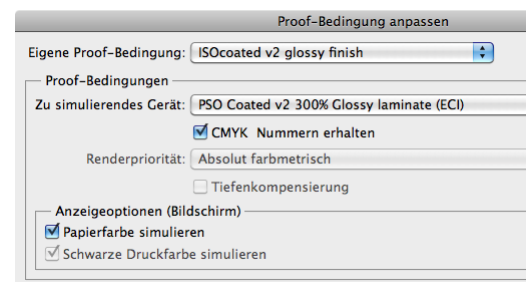 Proof-Bedingung anpassen
Eigene Proof-Bedingung: ISOcoated v2 glossy finish
Proof-Bedingungen
Zu simulierendes Gerät: PSO Coated v2 300% Glossy laminate (ECI)
CMYK Nummern erhalten
Renderpriorität: Absolut farbmetrisch
Tiefenkompensierung
Anzeigeoptionen (Bildschirm)
Papierfarbe simulieren
Schwarze Druckfarbe simulieren